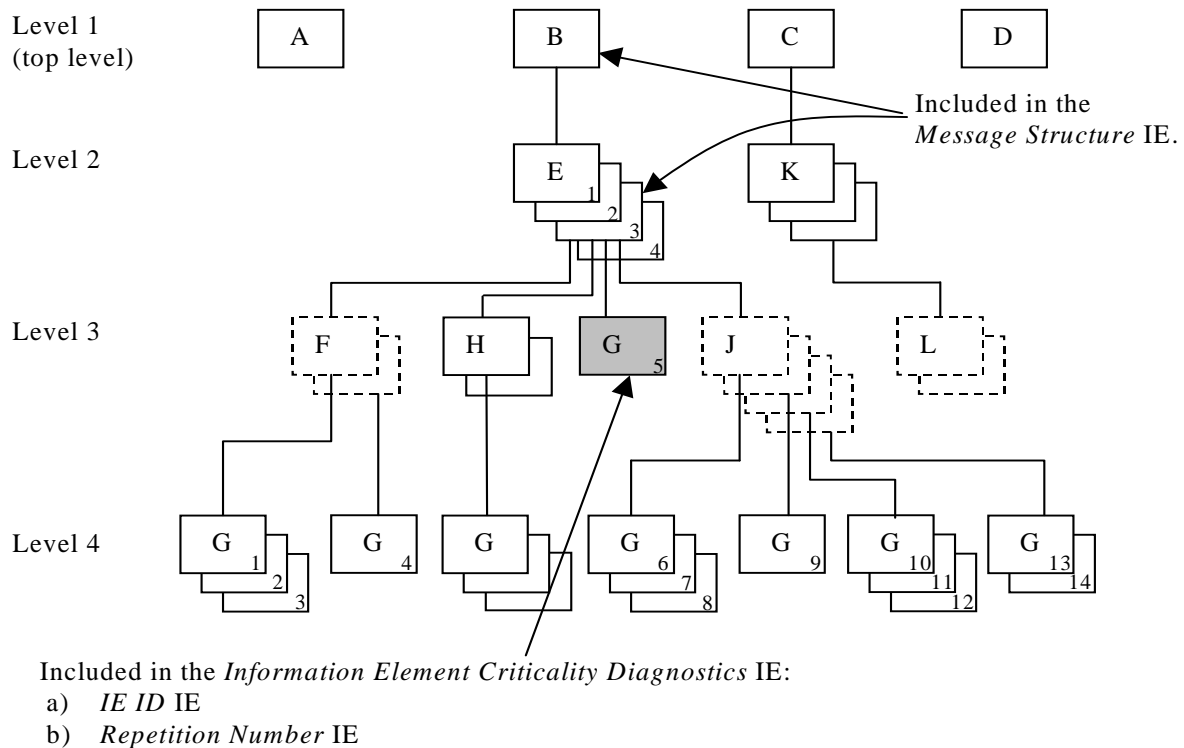 Level 1
(top level)
A
B
C
D
Included in the
Message Structure IE.
Level 2
E
1
2
3
4
K
Level 3
F
H
G
5
J
L
Level 4
G
1
2
3
G
4
G
G
6
7
8
G
9
G
10
11
12
G
13
14
Included in the Information Element Criticality Diagnostics IE:
a) IE ID IE
b) Repetition Number IE